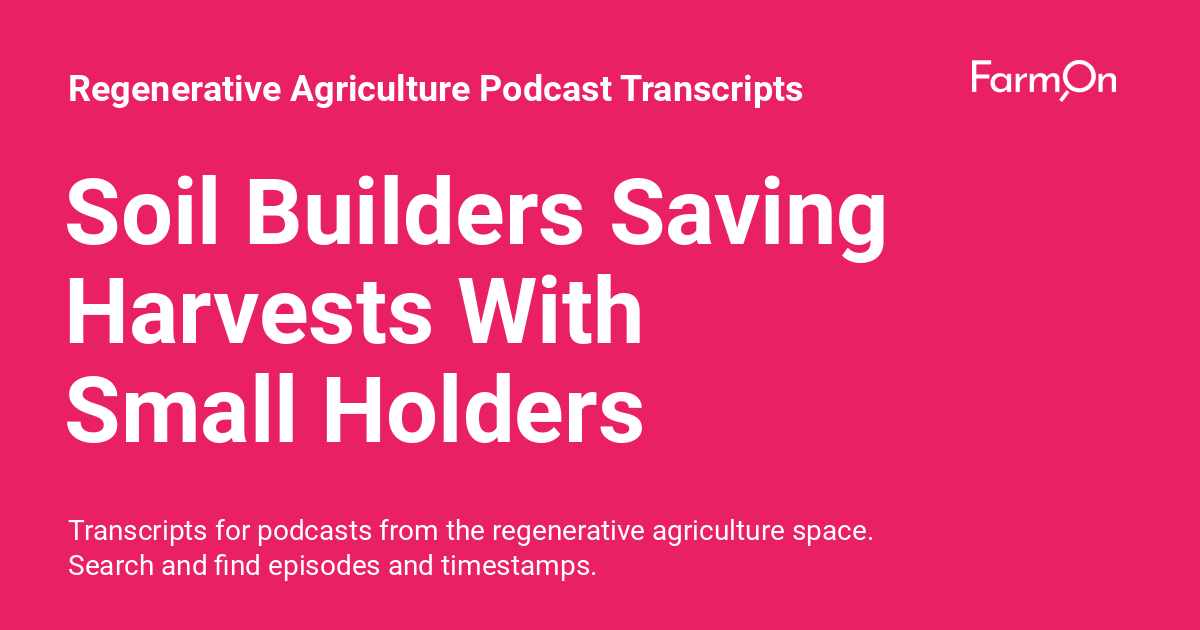 Regenerative Agriculture Podcast Transcripts
FarmOn
Soil Builders Saving
Harvests With
Small Holders
Transcripts for podcasts from the regenerative agriculture space.
Search and find episodes and timestamps.